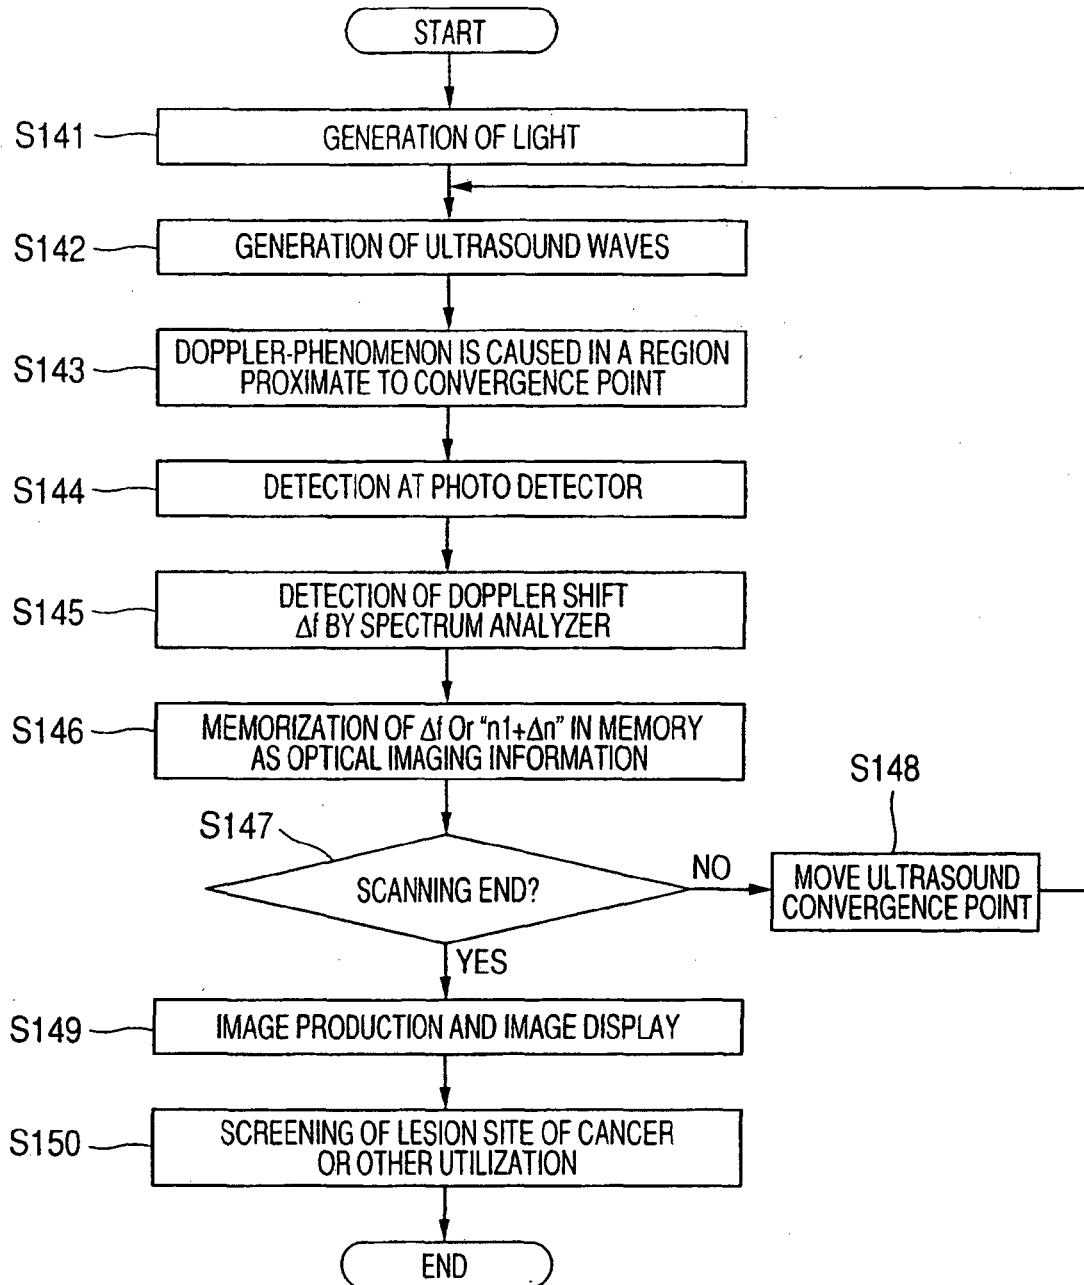 START
S141
GENERATION OF LIGHT
S142
GENERATION OF ULTRASOUND WAVES
S143
DOPPLER-PHENOMENON IS CAUSED IN A REGION
PROXIMATE TO CONVERGENCE POINT
S144
DETECTION AT PHOTO DETECTOR
S145
DETECTION OF DOPPLER SHIFT
Δf BY SPECTRUM ANALYZER
S146
MEMORIZATION OF Δf Or "n1+Δn" IN MEMORY
AS OPTICAL IMAGING INFORMATION
S147
SCANNING END?
NO
S148
MOVE ULTRASOUND
CONVERGENCE POINT
YES
S149
IMAGE PRODUCTION AND IMAGE DISPLAY
S150
SCREENING OF LESION SITE OF CANCER
OR OTHER UTILIZATION
END